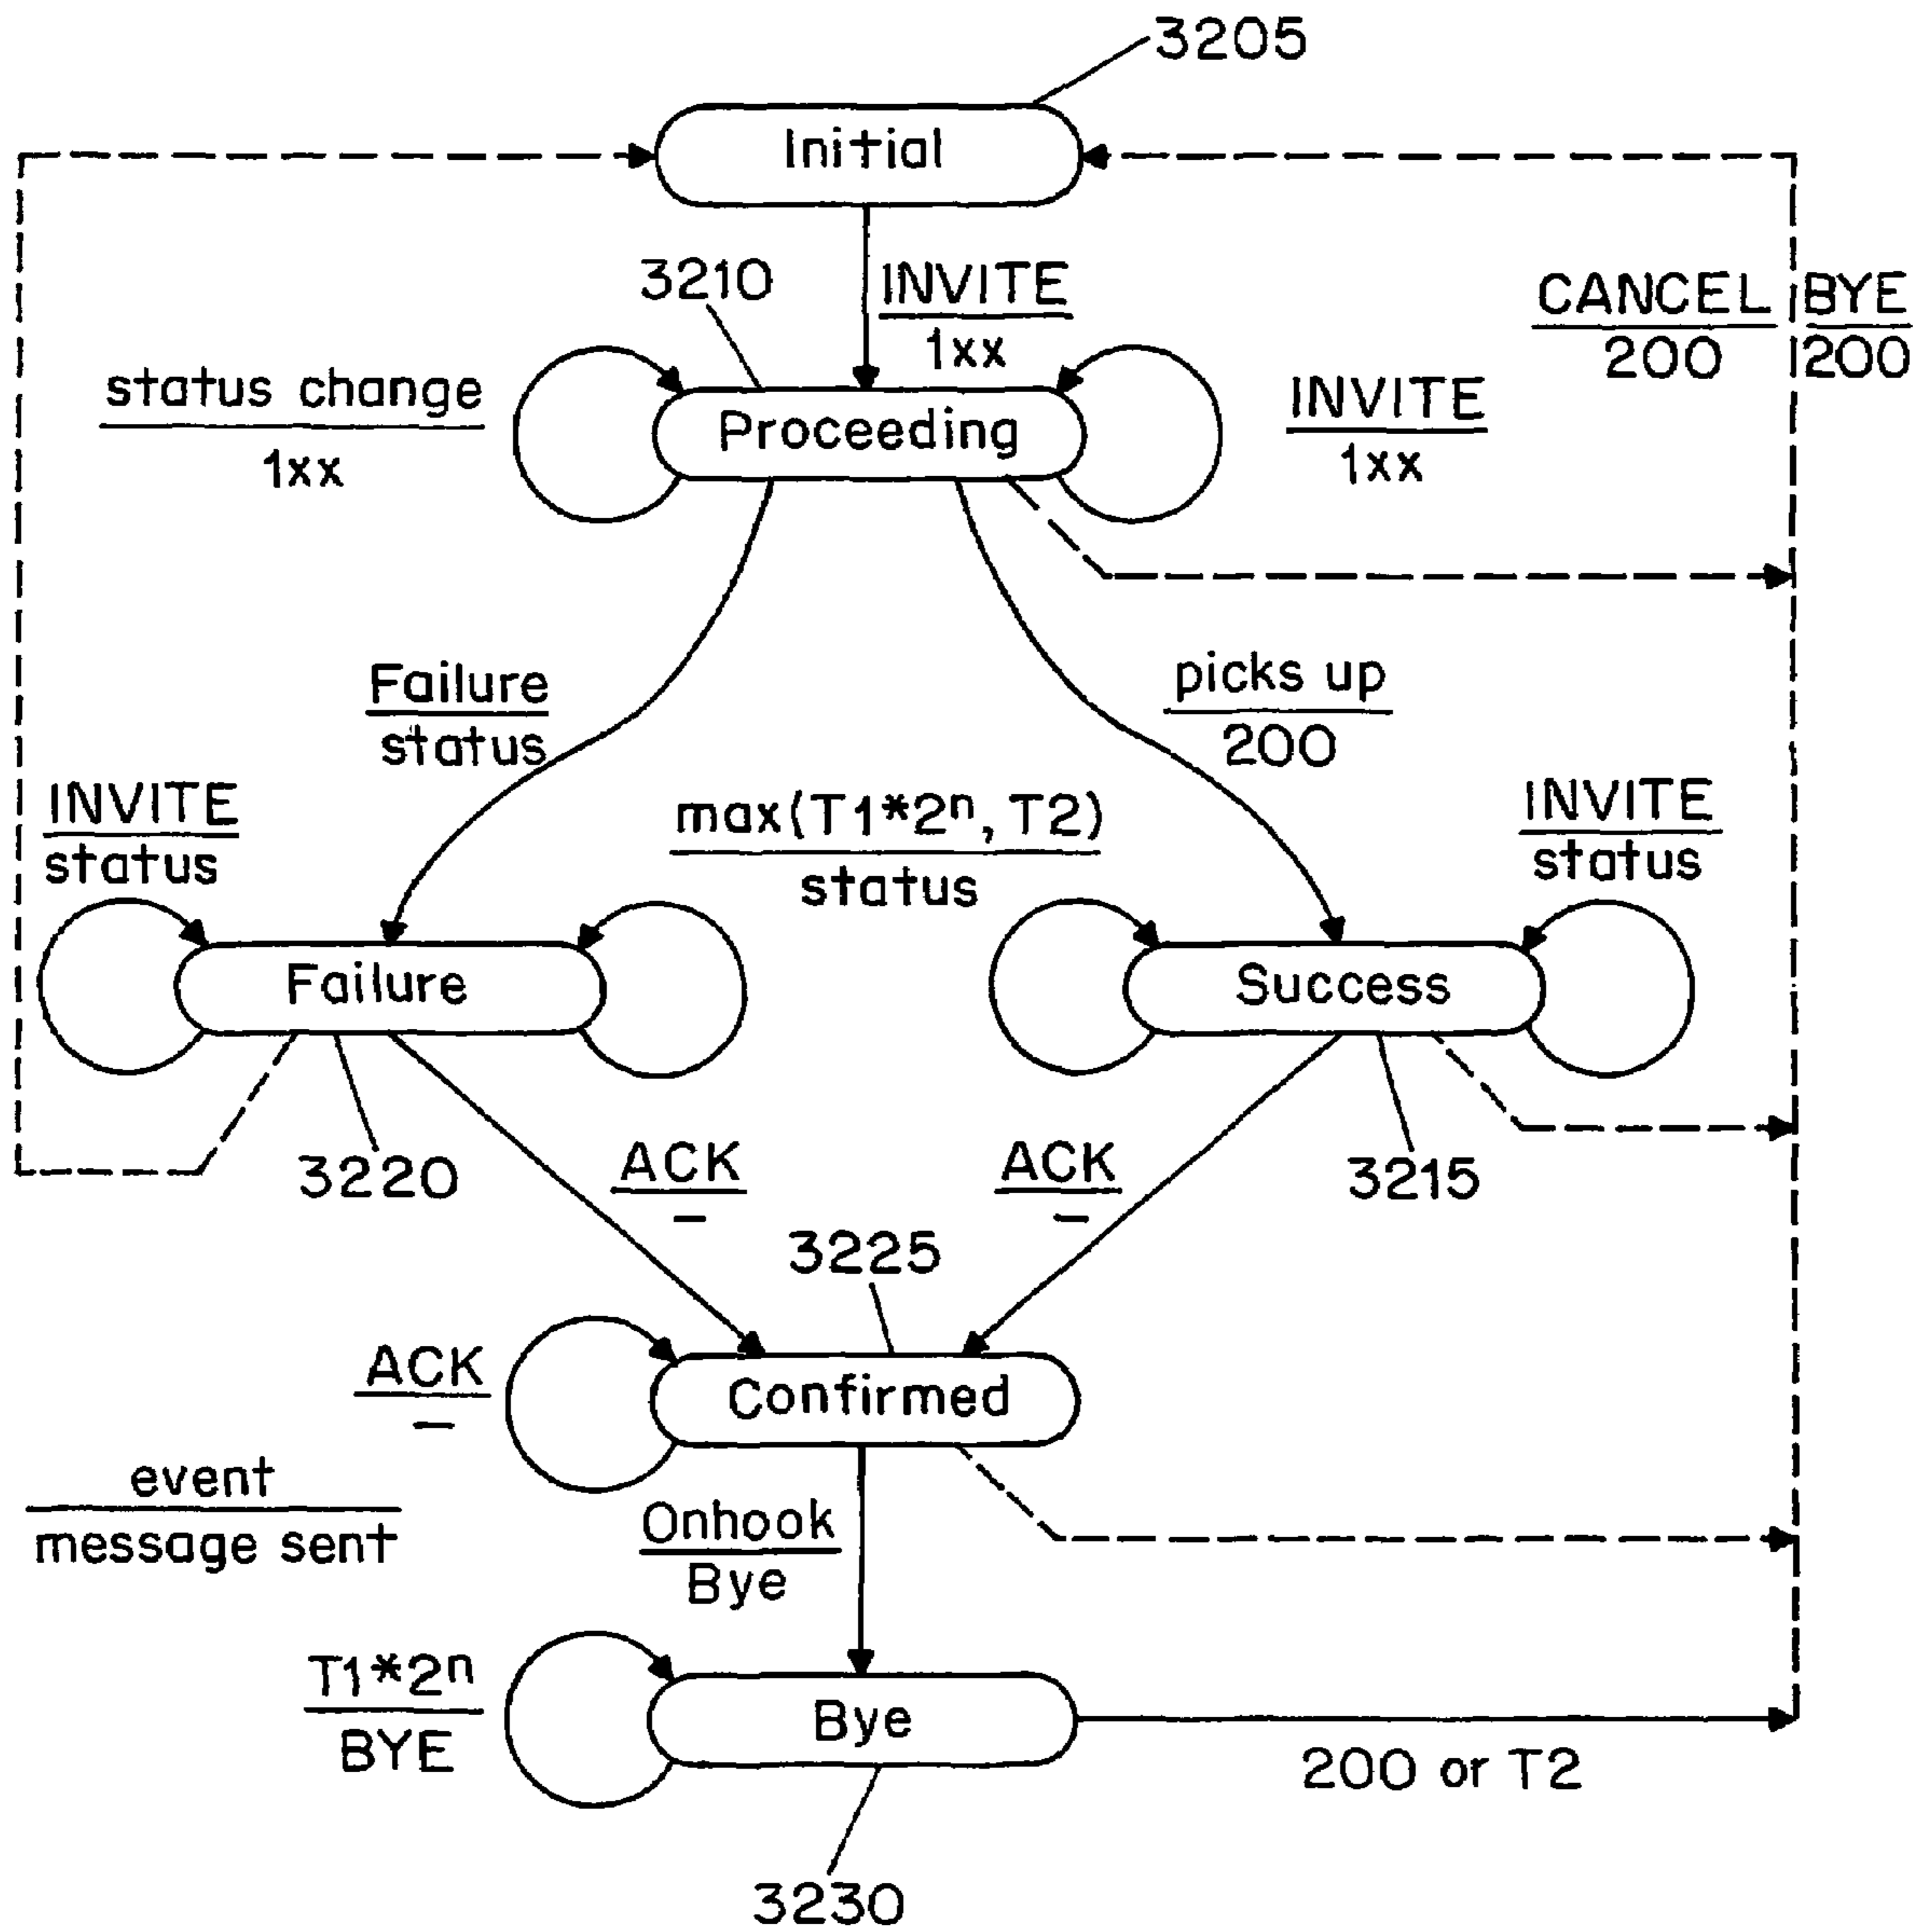 3205
Initial
3210
INVITE
1xx
CANCEL
200
BYE
200
status change
1xx
Proceeding
INVITE
1xx
Failure
status
picks up
200
INVITE
status
max(T1*2ⁿ, T2)
status
INVITE
status
Failure
Success
3220
ACK
–
ACK
–
3215
3225
ACK
–
Confirmed
event
message sent
Onhook
Bye
T1*2ⁿ
BYE
Bye
200 or T2
3230